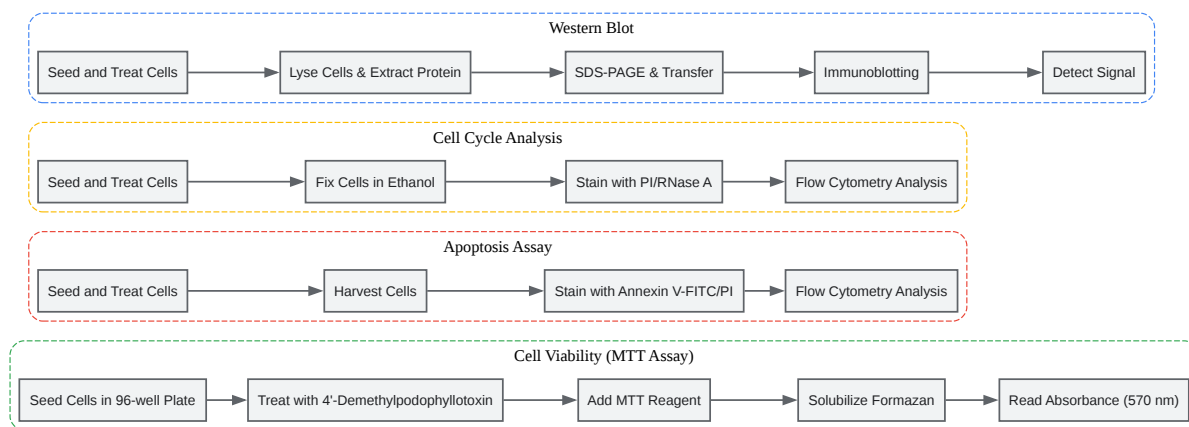 Western Blot
Seed and Treat Cells
Lyse Cells & Extract Protein
SDS-PAGE & Transfer
Immunoblotting
Detect Signal
Cell Cycle Analysis
Seed and Treat Cells
Fix Cells in Ethanol
Stain with PI/RNase A
Flow Cytometry Analysis
Apoptosis Assay
Seed and Treat Cells
Harvest Cells
Stain with Annexin V-FITC/PI
Flow Cytometry Analysis
Cell Viability (MTT Assay)
Seed Cells in 96-well Plate
Treat with 4'-Demethylpodophyllotoxin
Add MTT Reagent
Solubilize Formazan
Read Absorbance (570 nm)